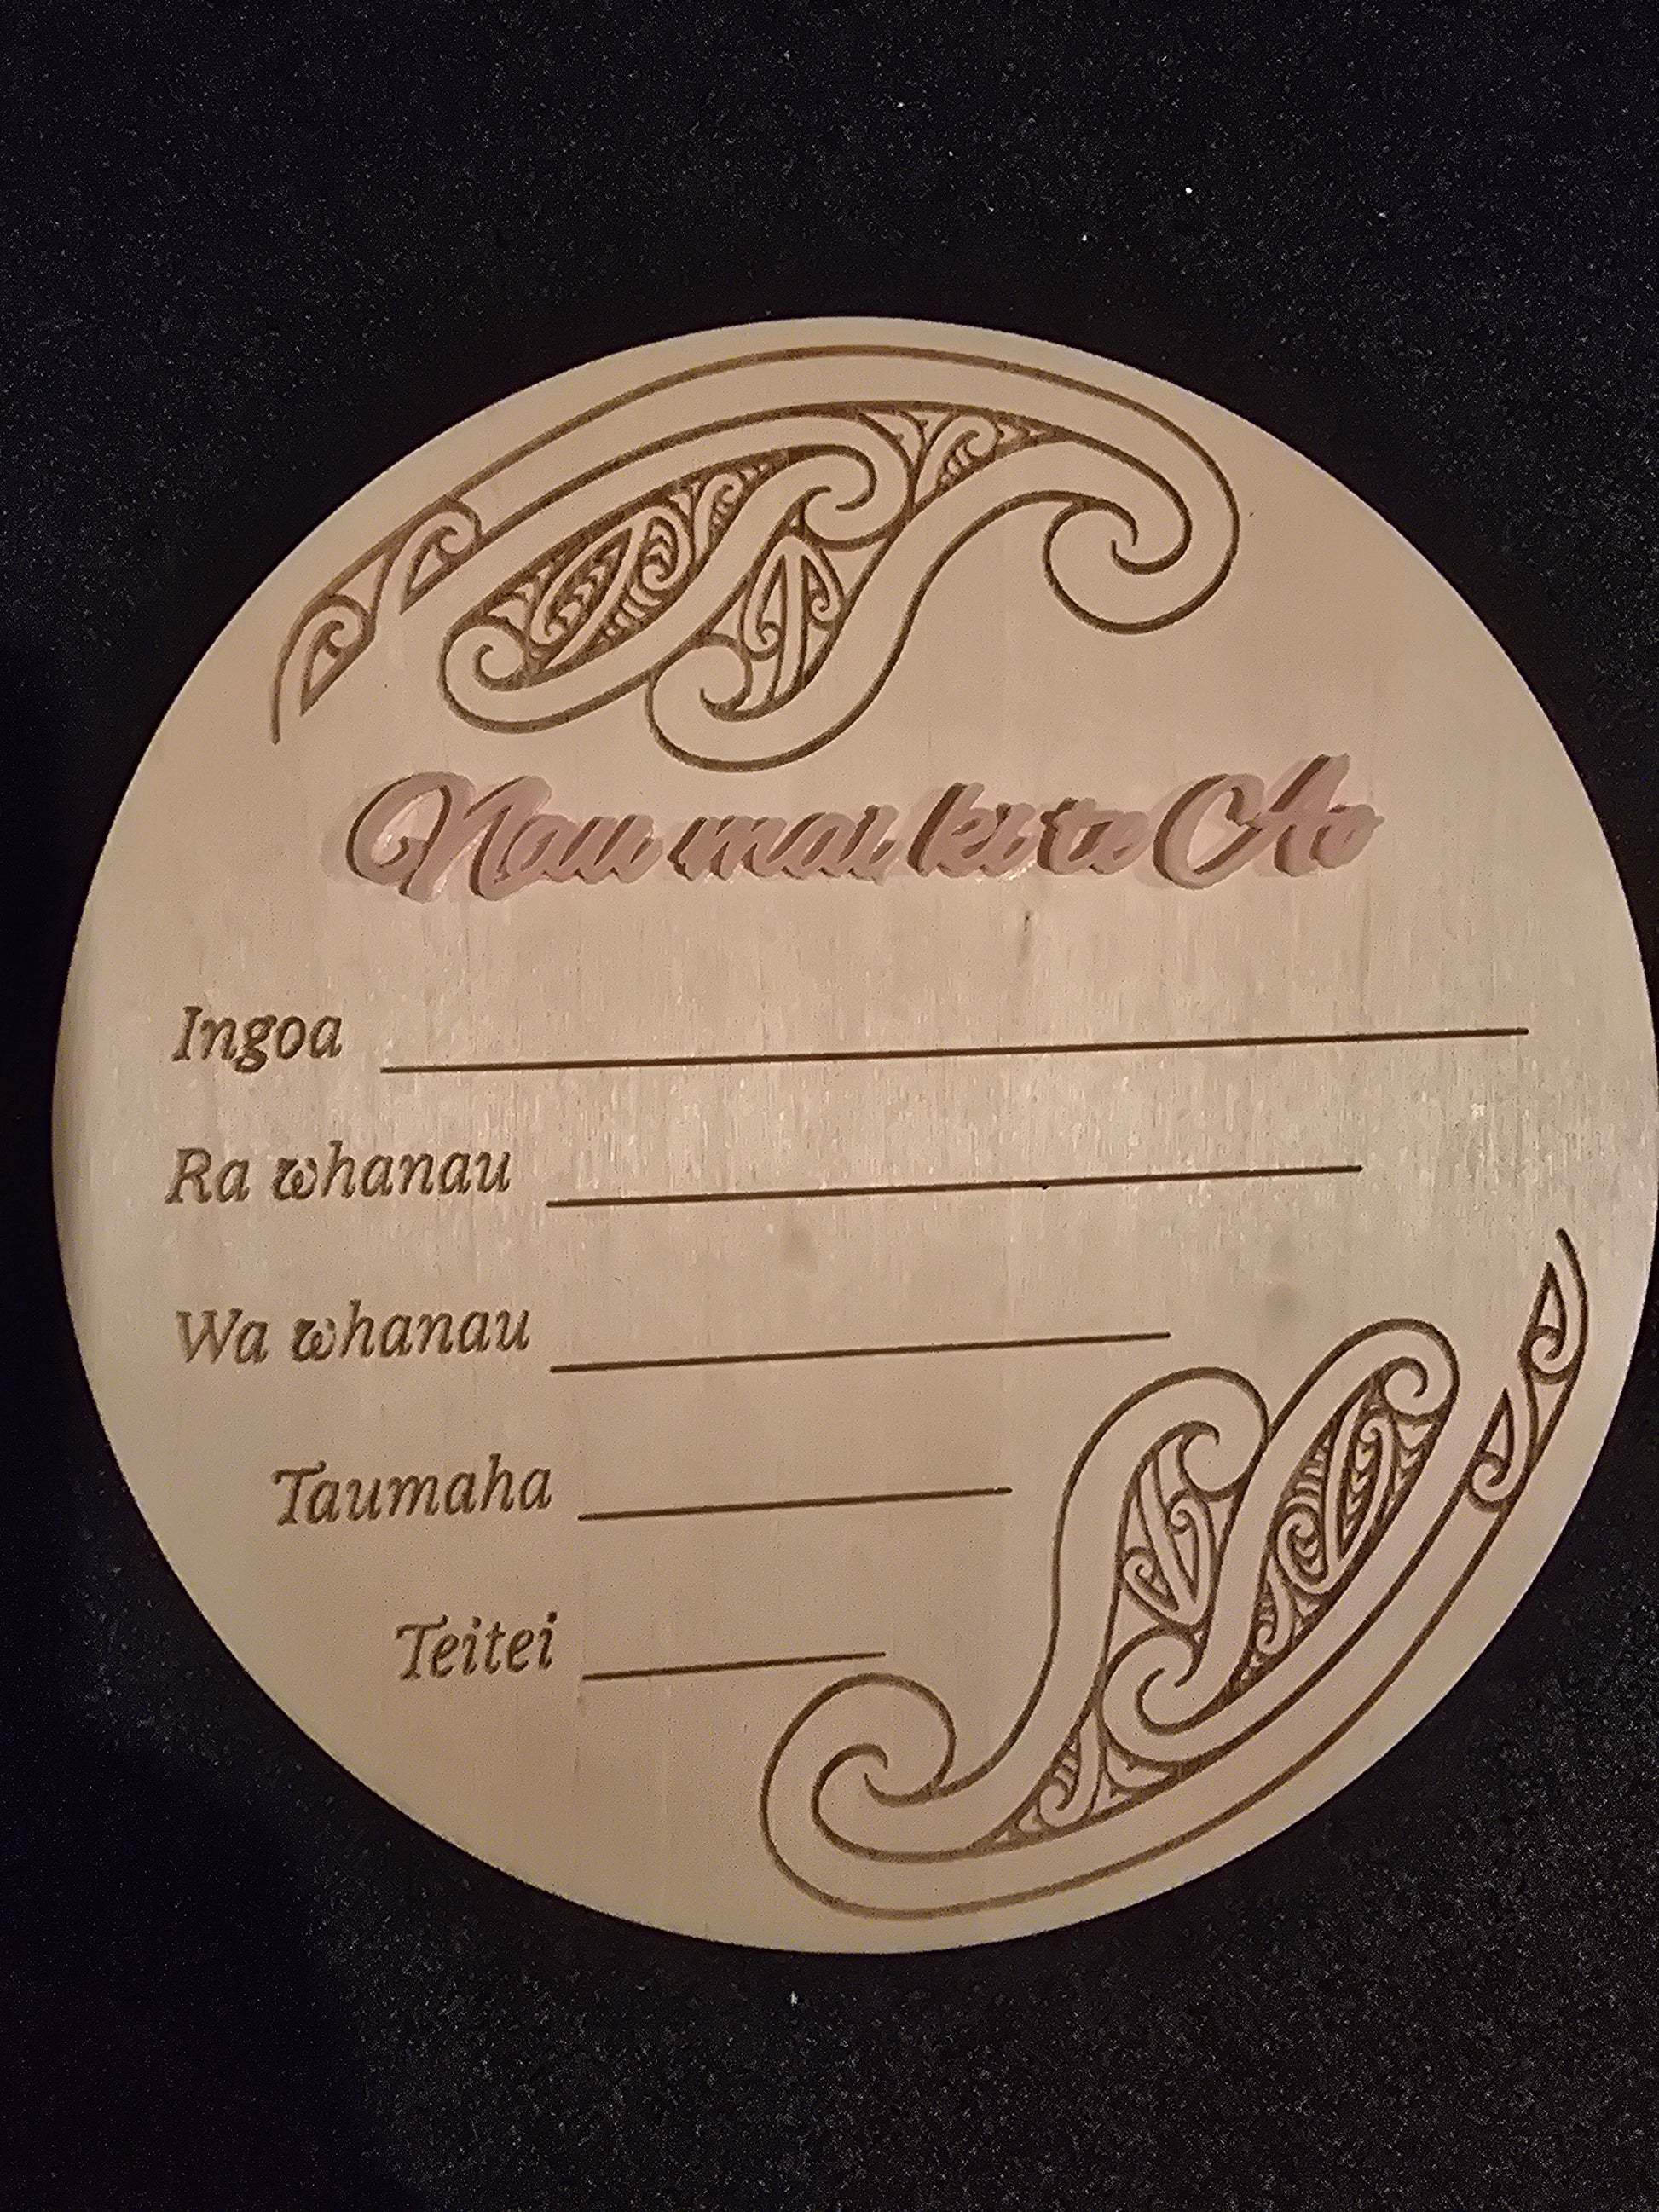 Nau mai ki te Ao
Ingoa
Ra whanau
Wa whanau
Taumaha
Teitei